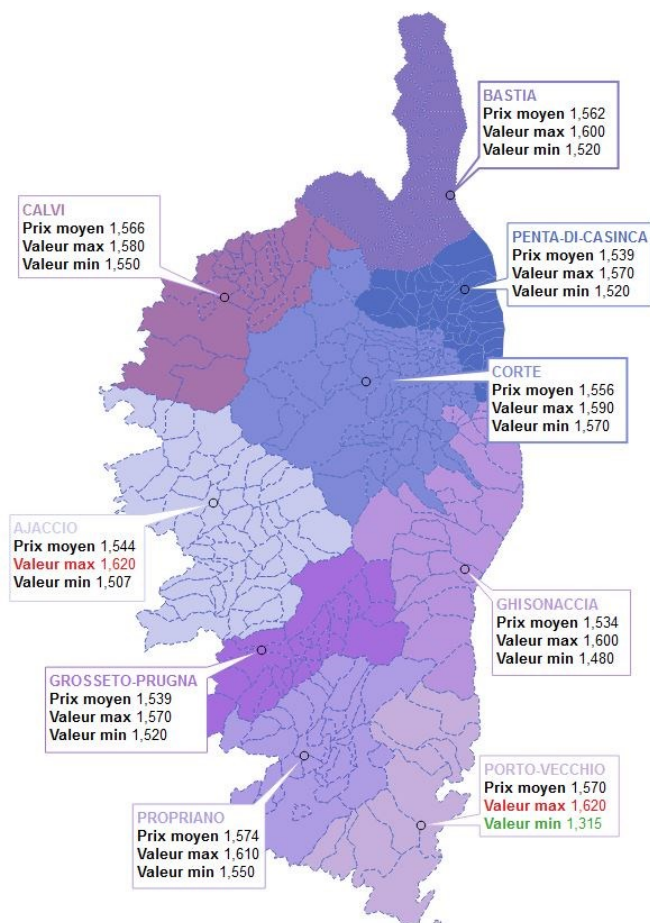 BASTIA
Prix moyen 1,562
Valeur max 1,600
Valeur min 1,520
CALVI
Prix moyen 1,566
Valeur max 1,580
Valeur min 1,550
PENTA-DI-CASINCA
Prix moyen 1,539
Valeur max 1,570
Valeur min 1,520
CORTE
Prix moyen 1,556
Valeur max 1,590
Valeur min 1,570
AJACCIO
Prix moyen 1,544
Valeur max 1,620
Valeur min 1,507
GHISONACCIA
Prix moyen 1,534
Valeur max 1,600
Valeur min 1,480
GROSSETO-PRUGNA
Prix moyen 1,539
Valeur max 1,570
Valeur min 1,520
PORTO-VECCHIO
Prix moyen 1,570
Valeur max 1,620
Valeur min 1,315
PROPRIANO
Prix moyen 1,574
Valeur max 1,610
Valeur min 1,550